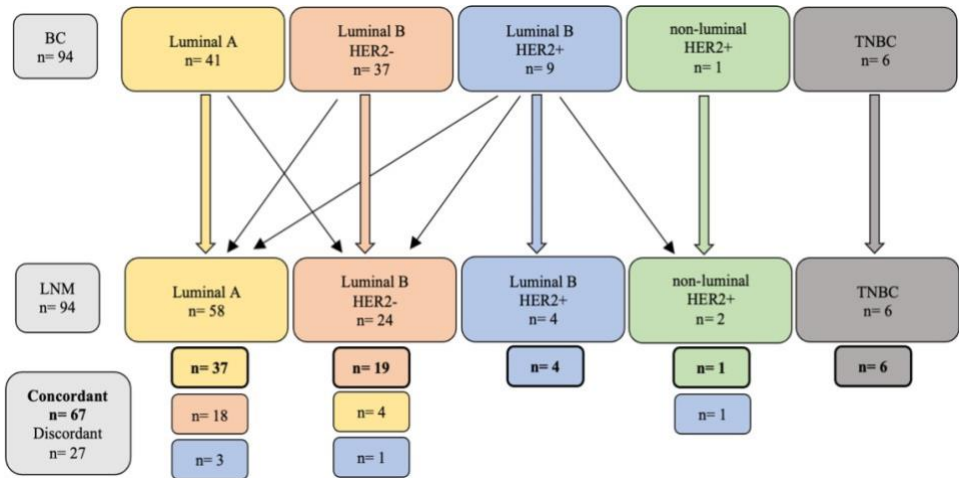 BC
n= 94
Luminal A
n= 41
Luminal B
HER2-
n= 37
Luminal B
HER2+
n= 9
non-luminal
HER2+
n= 1
TNBC
n= 6
LNM
n= 94
Luminal A
n= 58
Luminal B
HER2-
n= 24
Luminal B
HER2+
n= 4
non-luminal
HER2+
n= 2
TNBC
n= 6
Concordant
n= 67
Discordant
n= 27
n= 37
n= 19
n= 4
n= 1
n= 6
n= 18
n= 4
n= 1
n= 3
n= 1